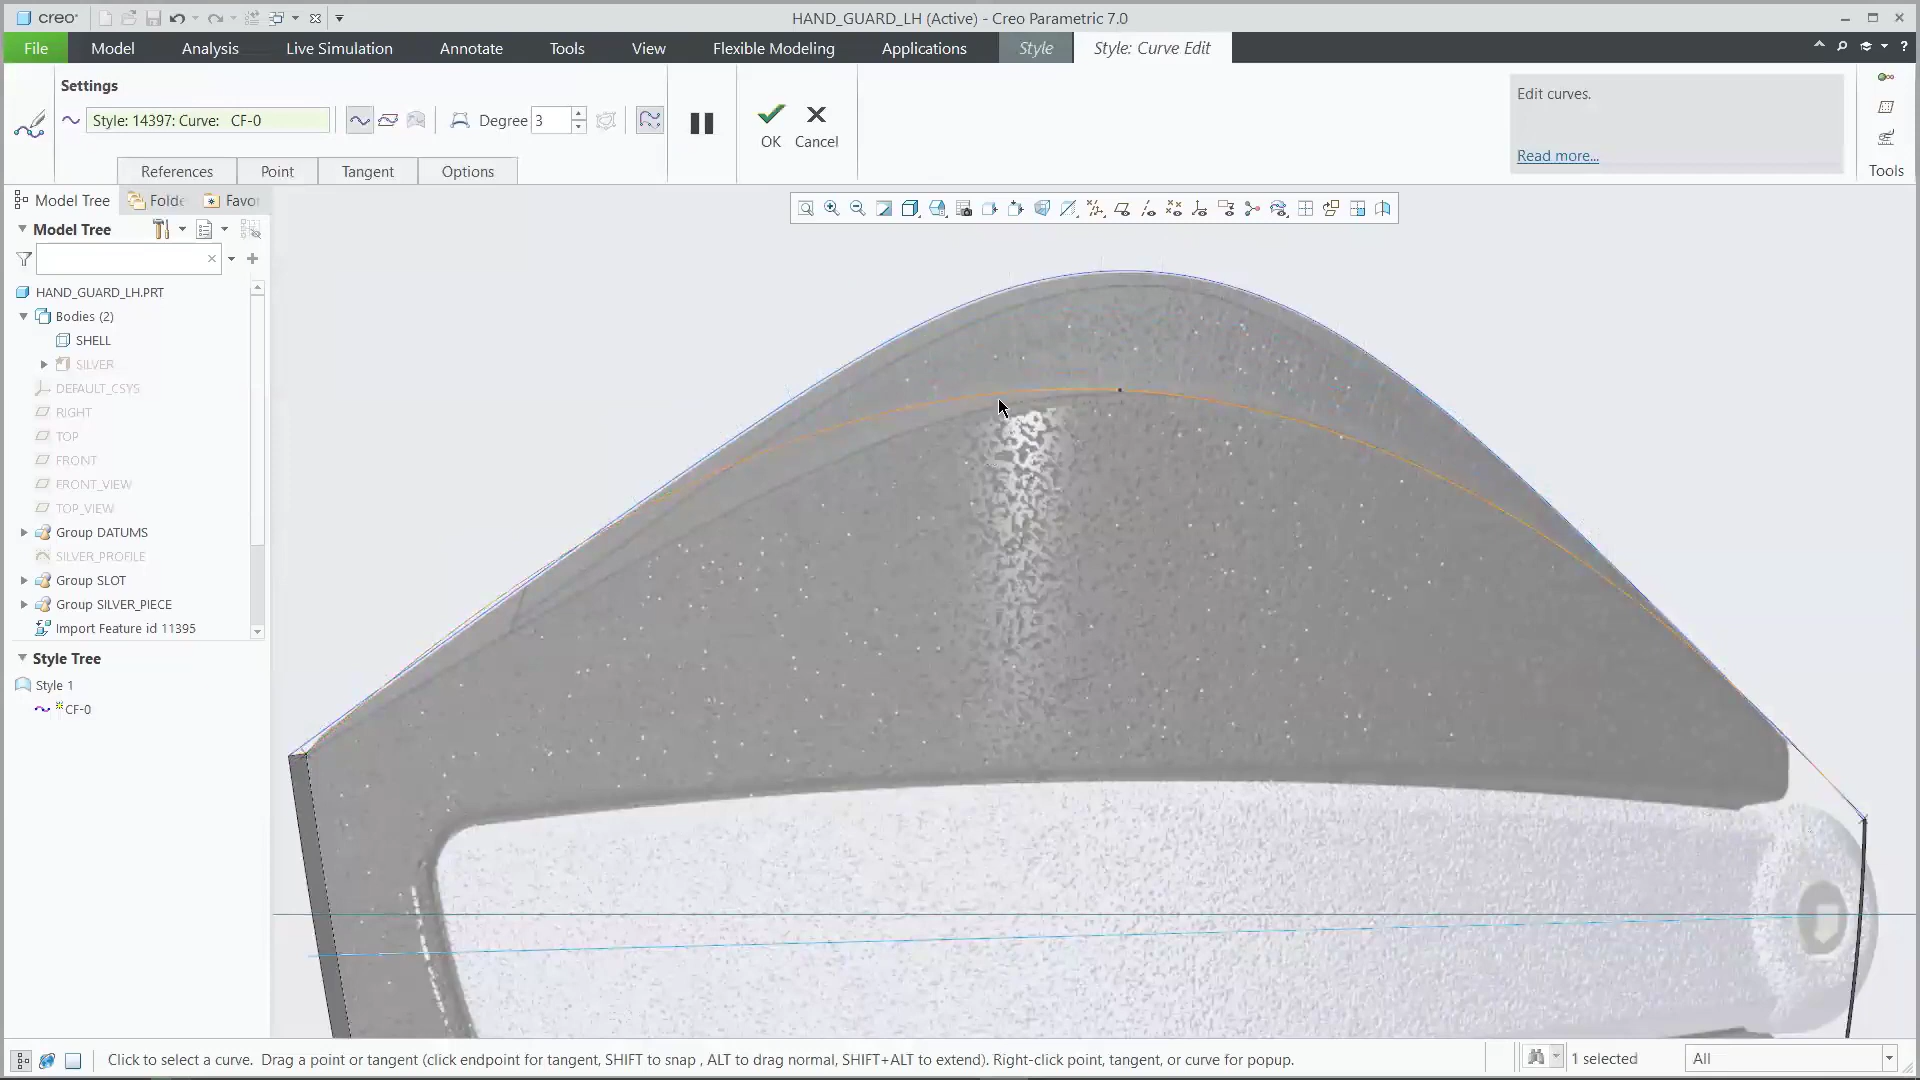 creo
HAND_GUARD_LH (Active) - Creo Parametric 7.0
File
Model
Analysis
Live Simulation
Annotate
Tools
View
Flexible Modeling
Applications
Style
Style: Curve Edit
Settings
Style: 14397: Curve: CF-0
Degree 3
OK
Cancel
Edit curves.
Read more...
Tools
References
Point
Tangent
Options
Model Tree
Folde
Favor
Model Tree
HAND_GUARD_LH.PRT
Bodies (2)
SHELL
SILVER
DEFAULT_CSYS
RIGHT
TOP
FRONT
FRONT_VIEW
TOP_VIEW
Group DATUMS
SILVER_PROFILE
Group SLOT
Group SILVER_PIECE
Import Feature id 11395
Style Tree
Style 1
CF-0
Click to select a curve. Drag a point or tangent (click endpoint for tangent, SHIFT to snap , ALT to drag normal, SHIFT+ALT to extend). Right-click point, tangent, or curve for popup.
1 selected
All